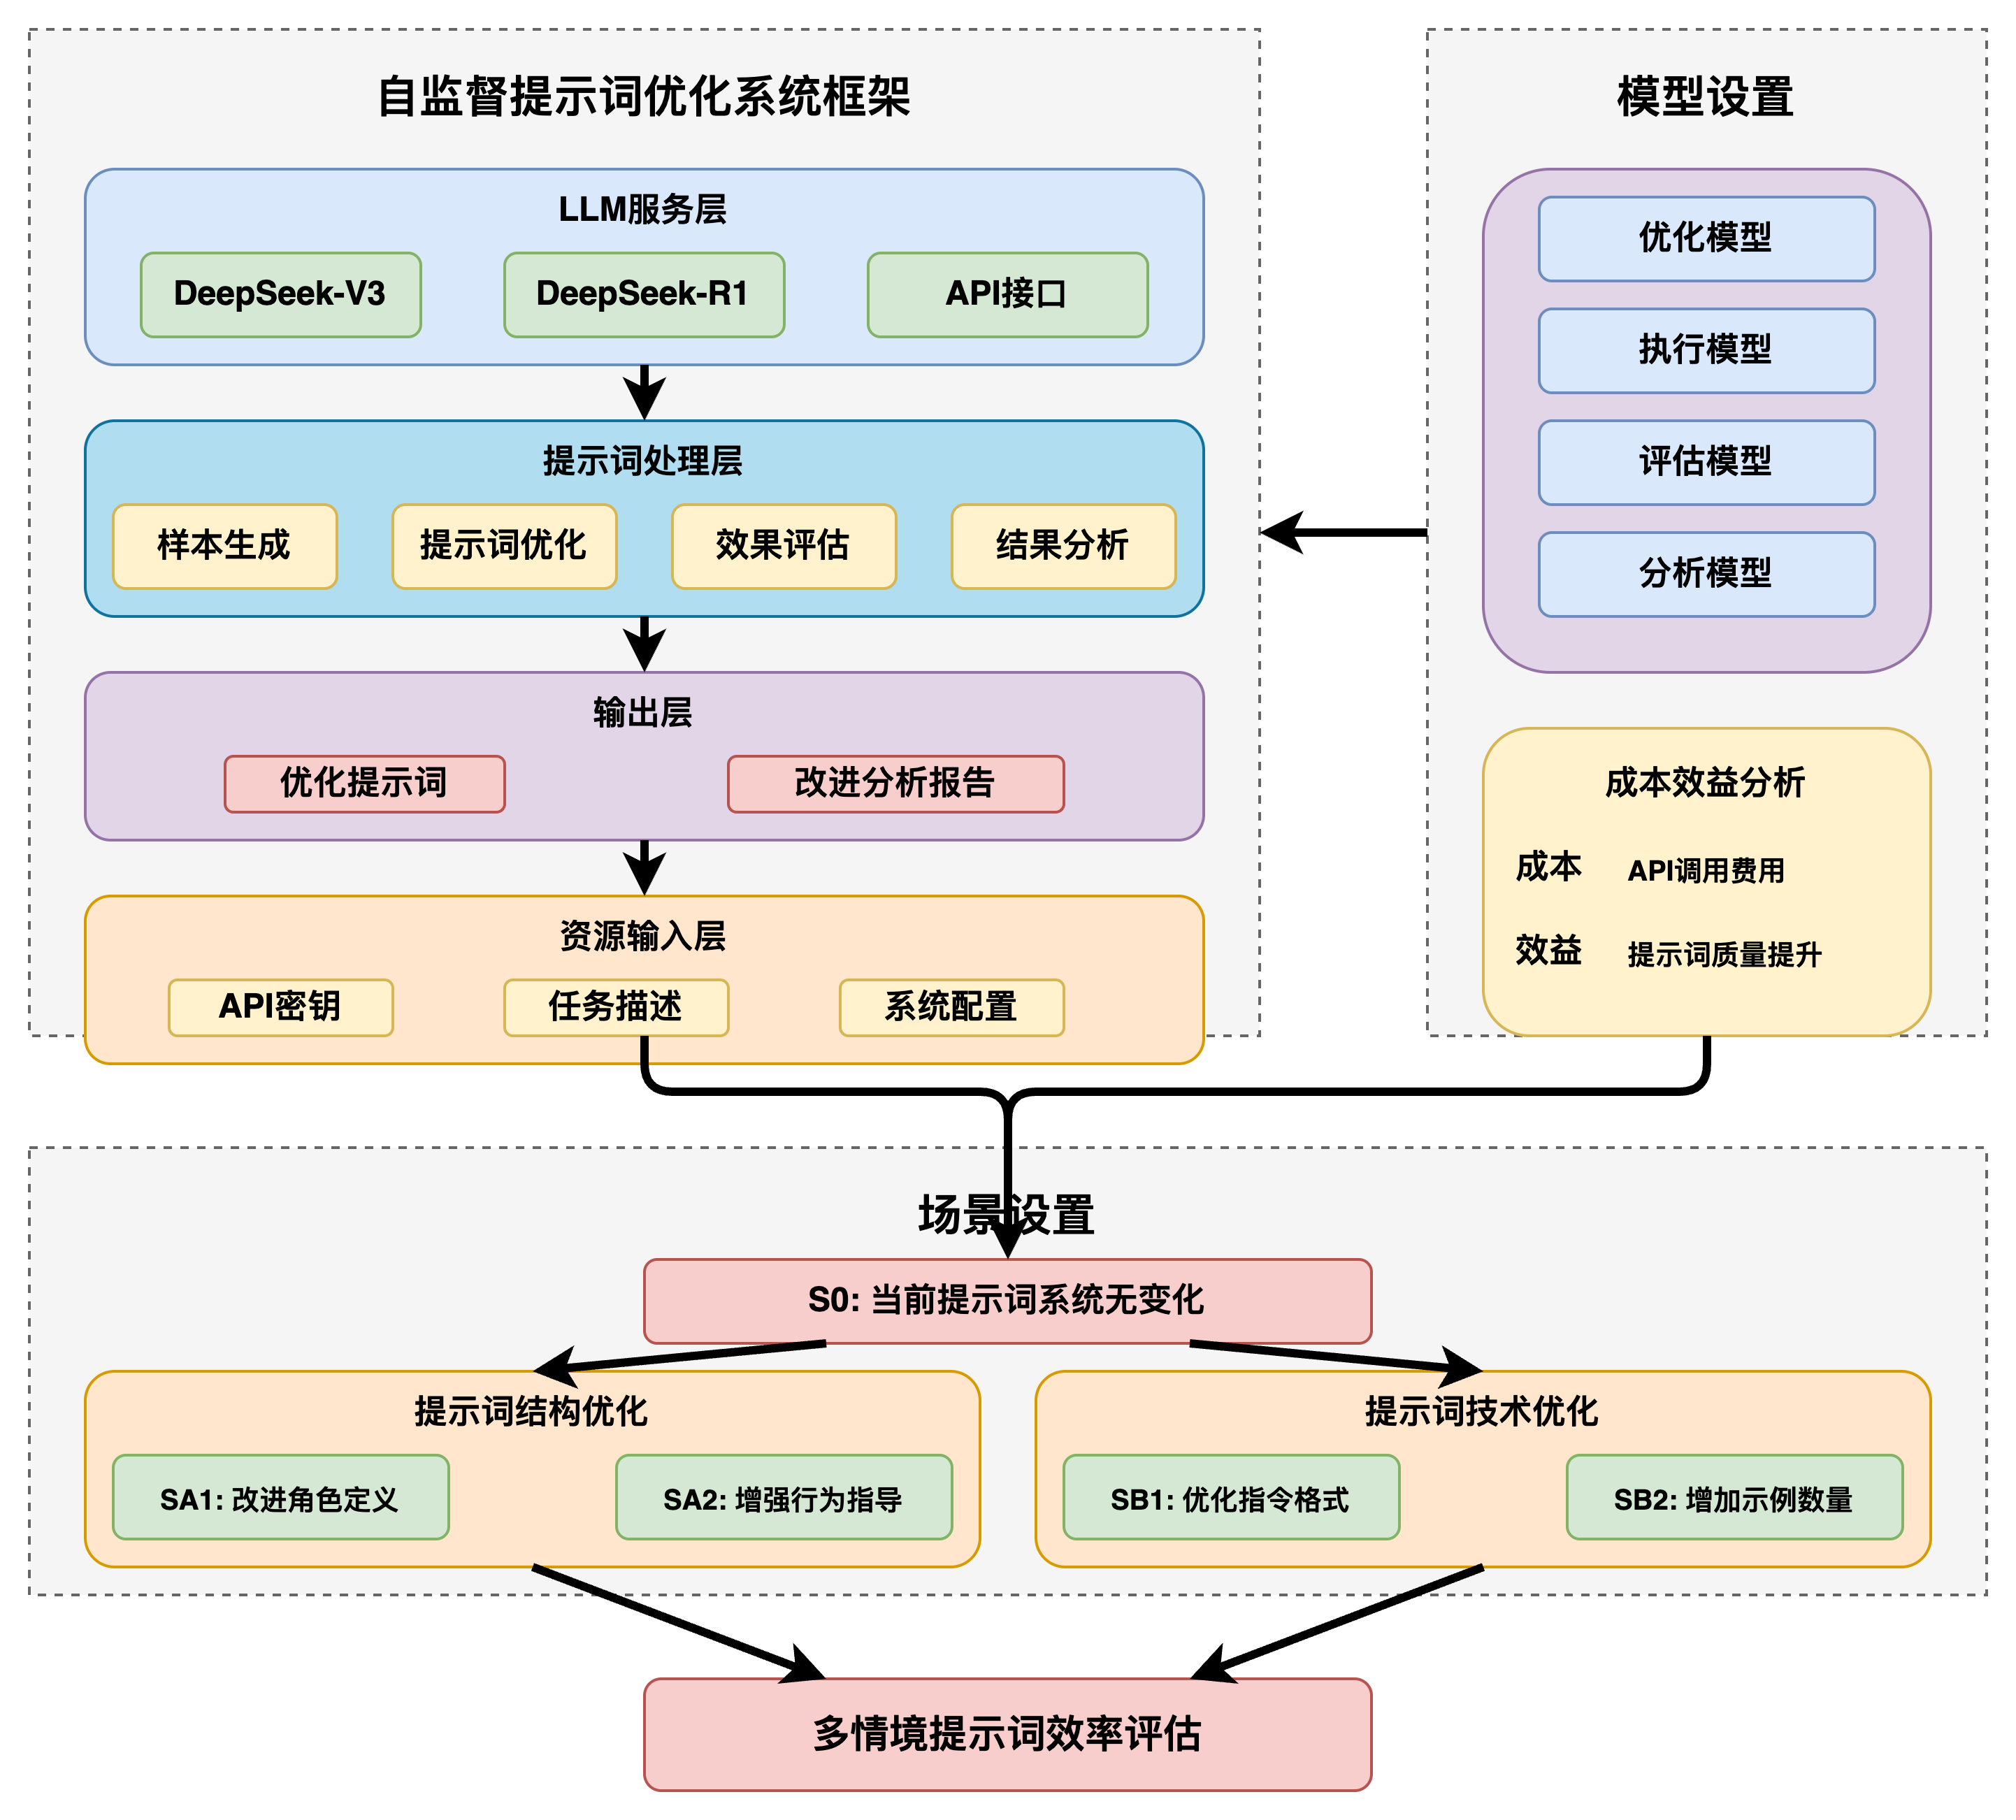 自监督提示词优化系统框架
LLM服务层
DeepSeek-V3
DeepSeek-R1
API接口
提示词处理层
样本生成
提示词优化
效果评估
结果分析
输出层
优化提示词
改进分析报告
资源输入层
API密钥
任务描述
系统配置
模型设置
优化模型
执行模型
评估模型
分析模型
成本效益分析
成本
API调用费用
效益
提示词质量提升
场景设置
S0: 当前提示词系统无变化
提示词结构优化
SA1: 改进角色定义
SA2: 增强行为指导
提示词技术优化
SB1: 优化指令格式
SB2: 增加示例数量
多情境提示词效率评估